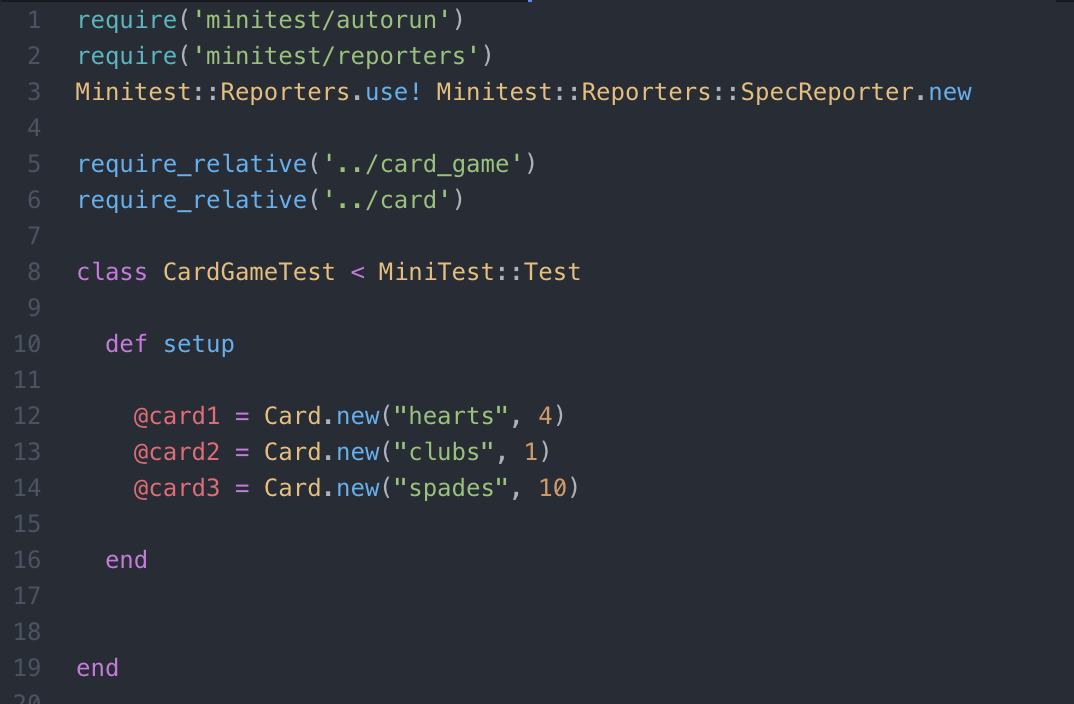 1 require('minitest/autorun')
2 require('minitest/reporters')
3 Minitest::Reporters.use! Minitest::Reporters::SpecReporter.new
4
5 require_relative('../card_game')
6 require_relative('../card')
7
8 class CardGameTest < MiniTest::Test
9
10   def setup
11
12     @card1 = Card.new("hearts", 4)
13     @card2 = Card.new("clubs", 1)
14     @card3 = Card.new("spades", 10)
15
16   end
17
18
19 end
20